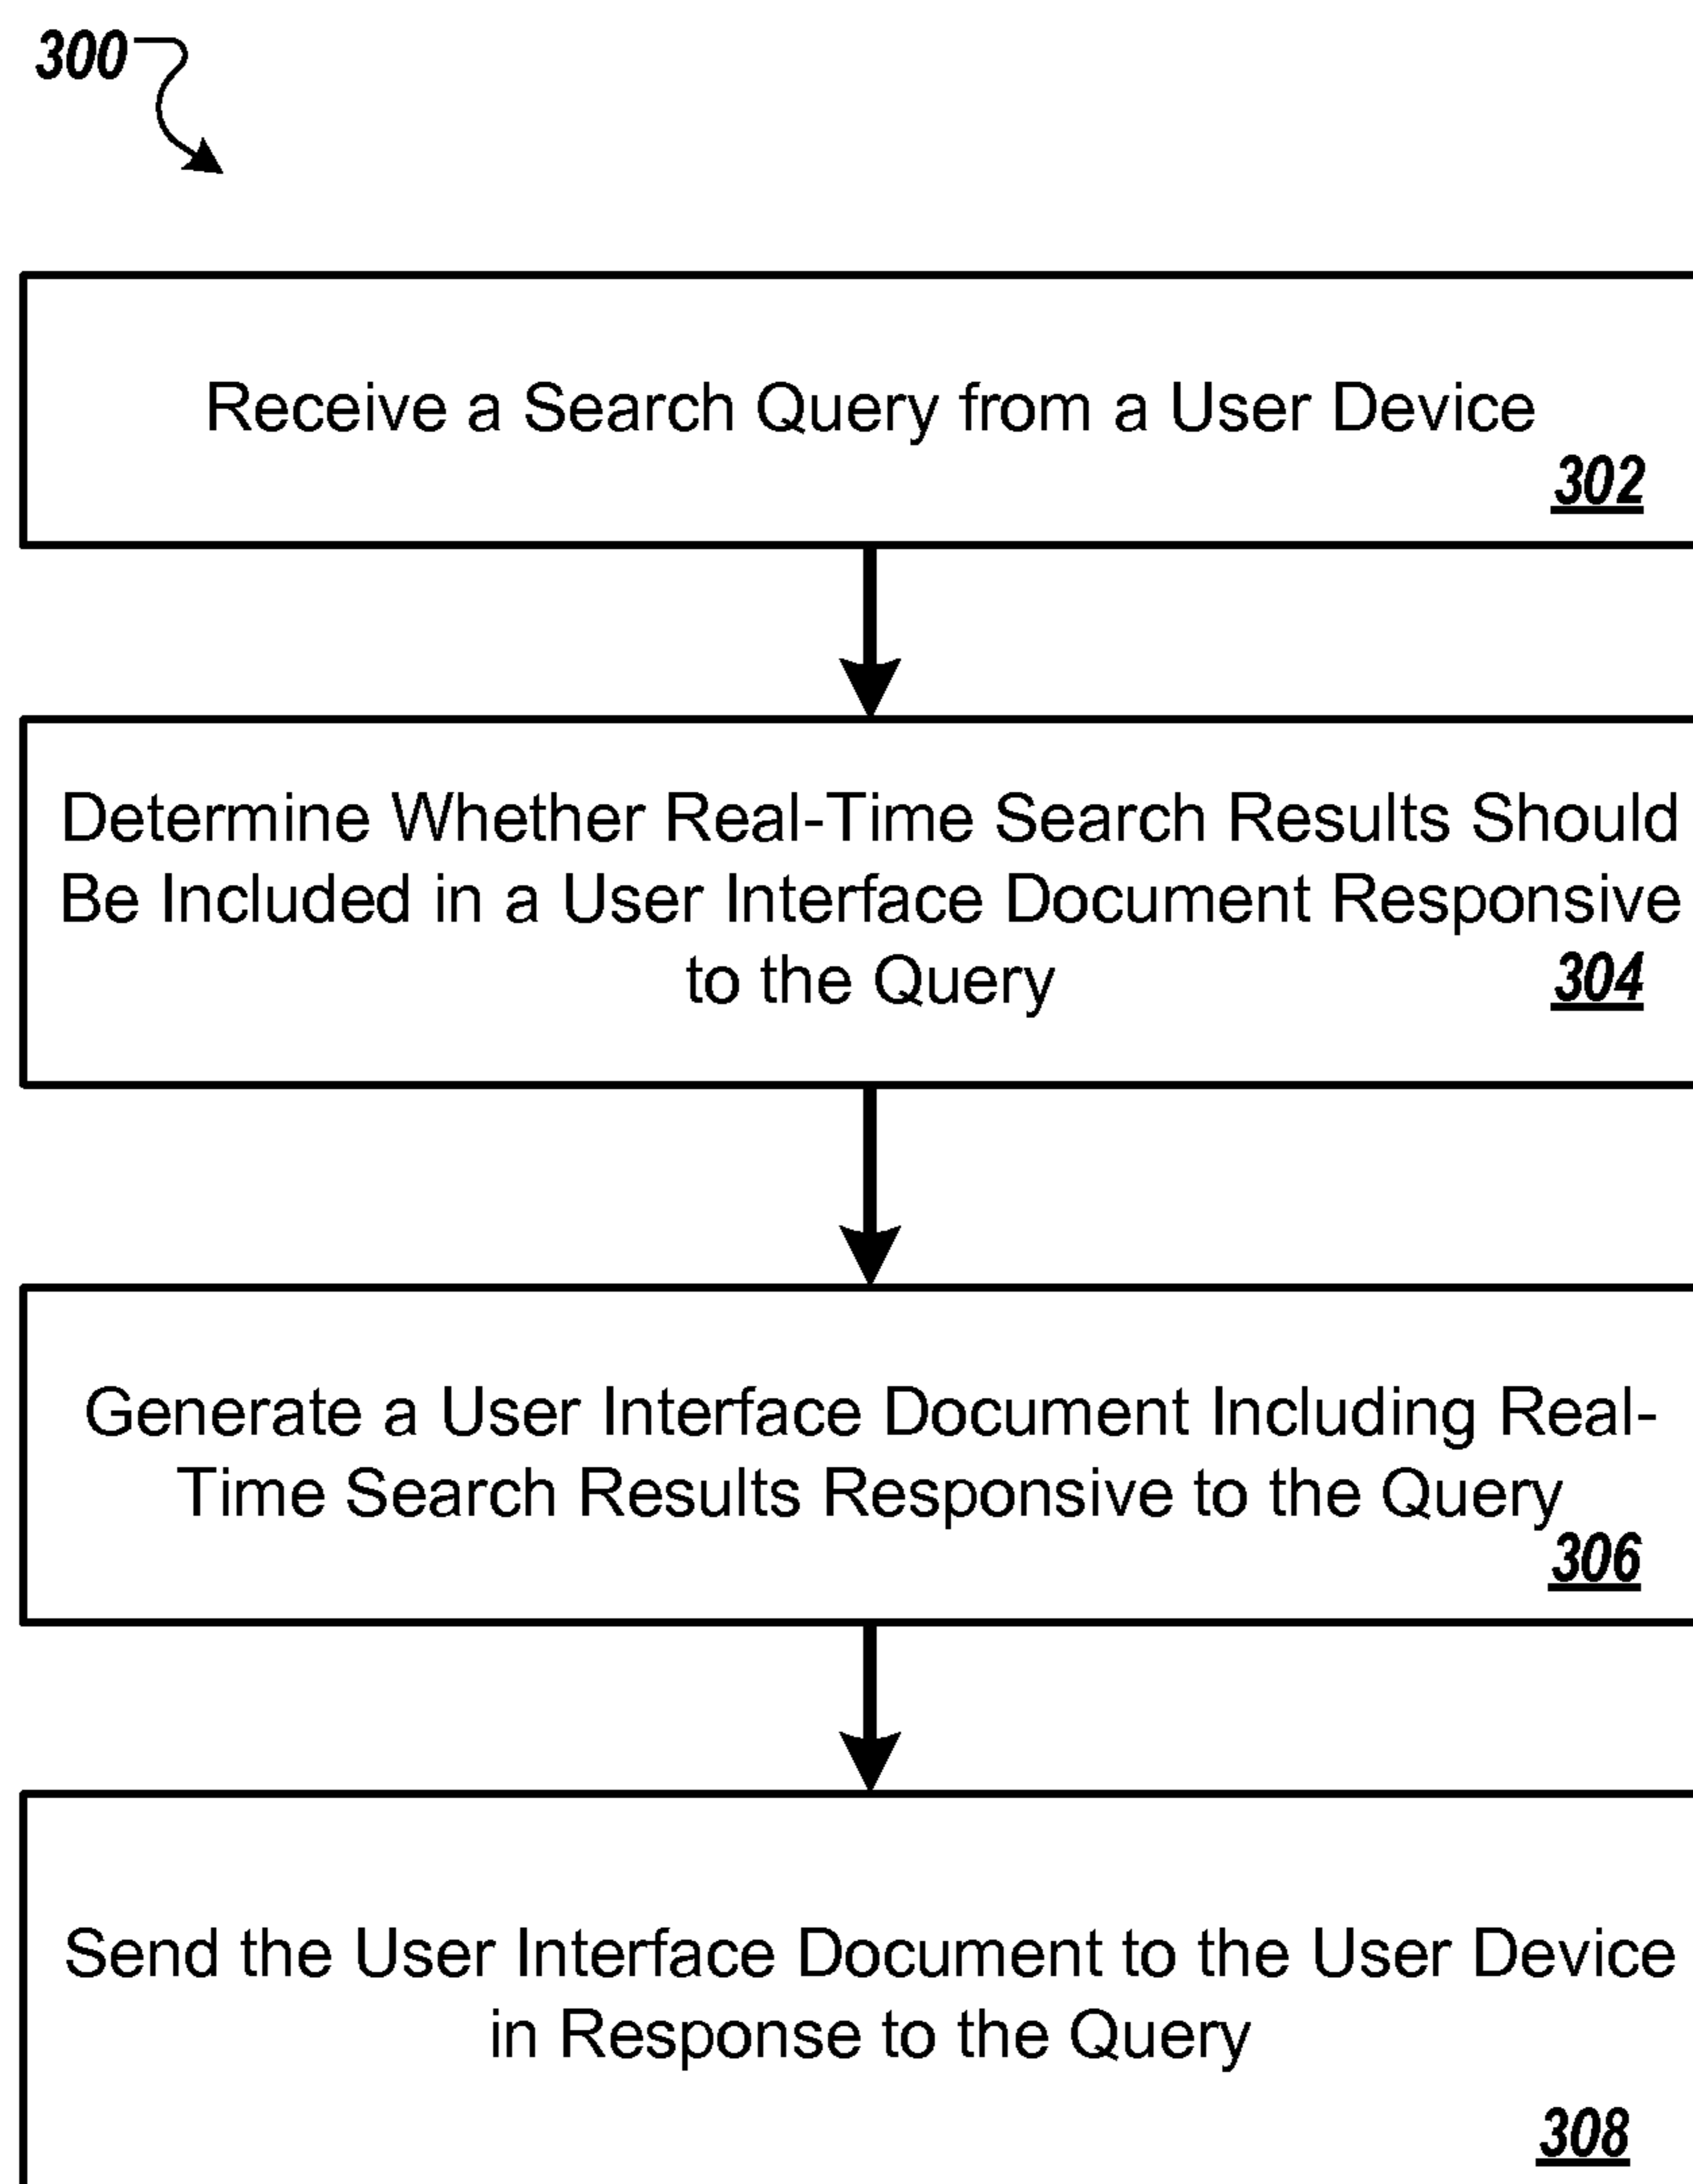 300
Receive a Search Query from a User Device
302
Determine Whether Real-Time Search Results Should
Be Included in a User Interface Document Responsive
to the Query
304
Generate a User Interface Document Including Real-
Time Search Results Responsive to the Query
306
Send the User Interface Document to the User Device
in Response to the Query
308